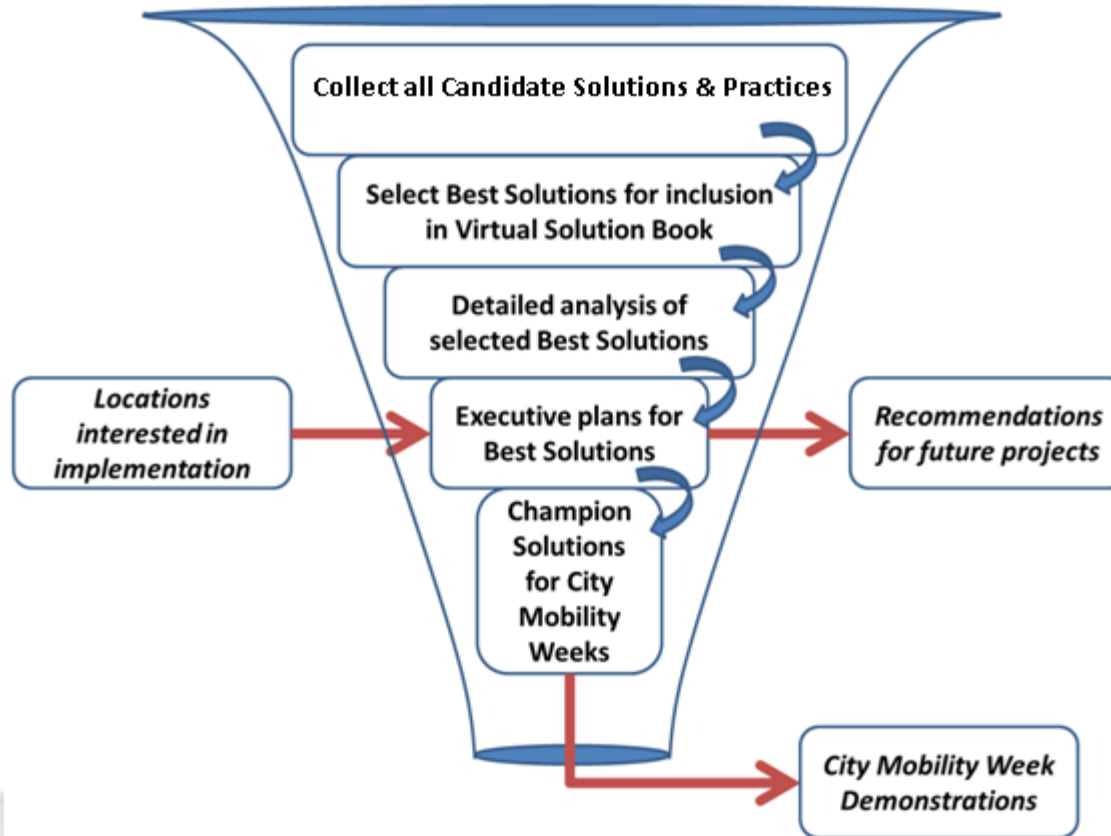 Collect all Candidate Solutions & Practices
Select Best Solutions for inclusion
in Virtual Solution Book
Detailed analysis of
selected Best Solutions
Locations
interested in
implementation
Executive plans for
Best Solutions
Recommendations
for future projects
Champion
Solutions
for City
Mobility
Weeks
City Mobility Week
Demonstrations